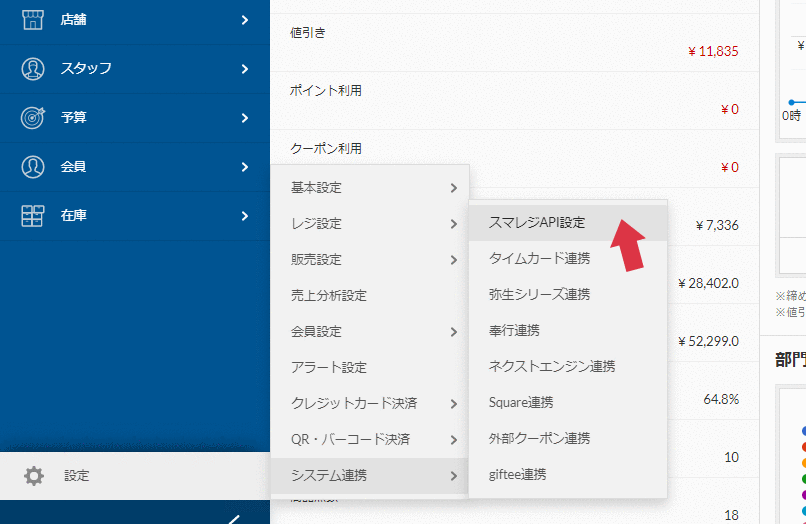 店舗
スタッフ
予算
会員
在庫
設定
値引き
¥ 11,835
ポイント利用
¥ 0
クーポン利用
¥ 0
¥ 7,336
¥ 28,402.0
¥ 52,299.0
64.8%
10
18
基本設定
レジ設定
販売設定
売上分析設定
会員設定
アラート設定
クレジットカード決済
QR・バーコード決済
システム連携
スマレジAPI設定
タイムカード連携
弥生シリーズ連携
奉行連携
ネクストエンジン連携
Square連携
外部クーポン連携
giftee連携
¥
0時
※締め
※値引
部門